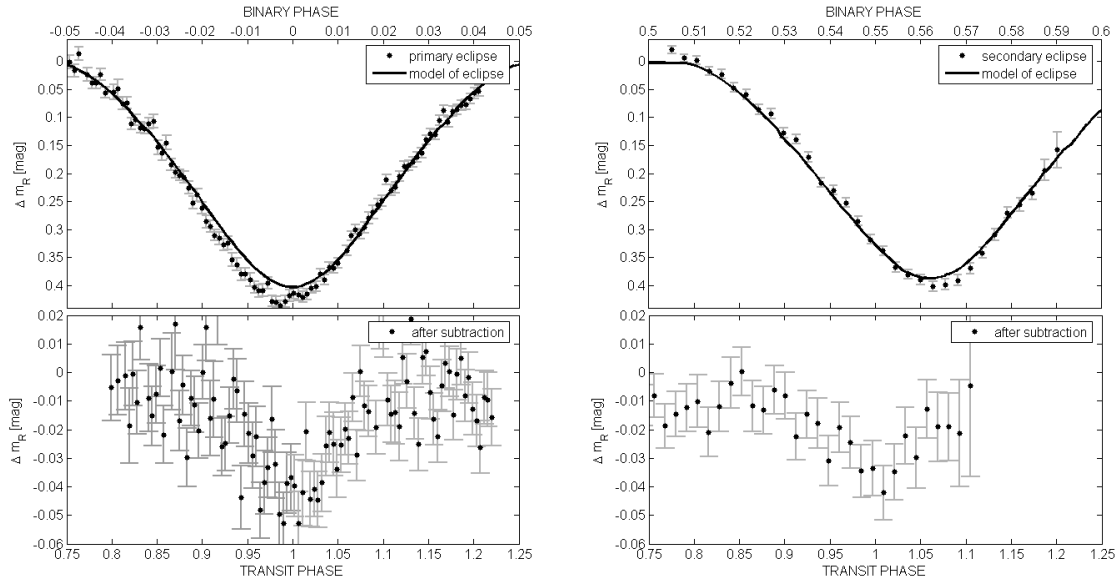 BINARY PHASE
-0.05 -0.04 -0.03 -0.02 -0.01 0 0.01 0.02 0.03 0.04 0.05
primary eclipse
model of eclipse
0
0.05
0.1
0.15
0.2
0.25
0.3
0.35
0.4
Δ m_R [mag]
0.02
0.01
0
-0.01
-0.02
-0.03
-0.04
-0.05
-0.06
Δ m_R [mag]
after subtraction
0.75 0.8 0.85 0.9 0.95 1 1.05 1.1 1.15 1.2 1.25
TRANSIT PHASE
BINARY PHASE
0.5 0.51 0.52 0.53 0.54 0.55 0.56 0.57 0.58 0.59 0.6
secondary eclipse
model of eclipse
0
0.05
0.1
0.15
0.2
0.25
0.3
0.35
0.4
Δ m_R [mag]
0.02
0.01
0
-0.01
-0.02
-0.03
-0.04
-0.05
-0.06
Δ m_R [mag]
after subtraction
0.75 0.8 0.85 0.9 0.95 1 1.05 1.1 1.15 1.2 1.25
TRANSIT PHASE